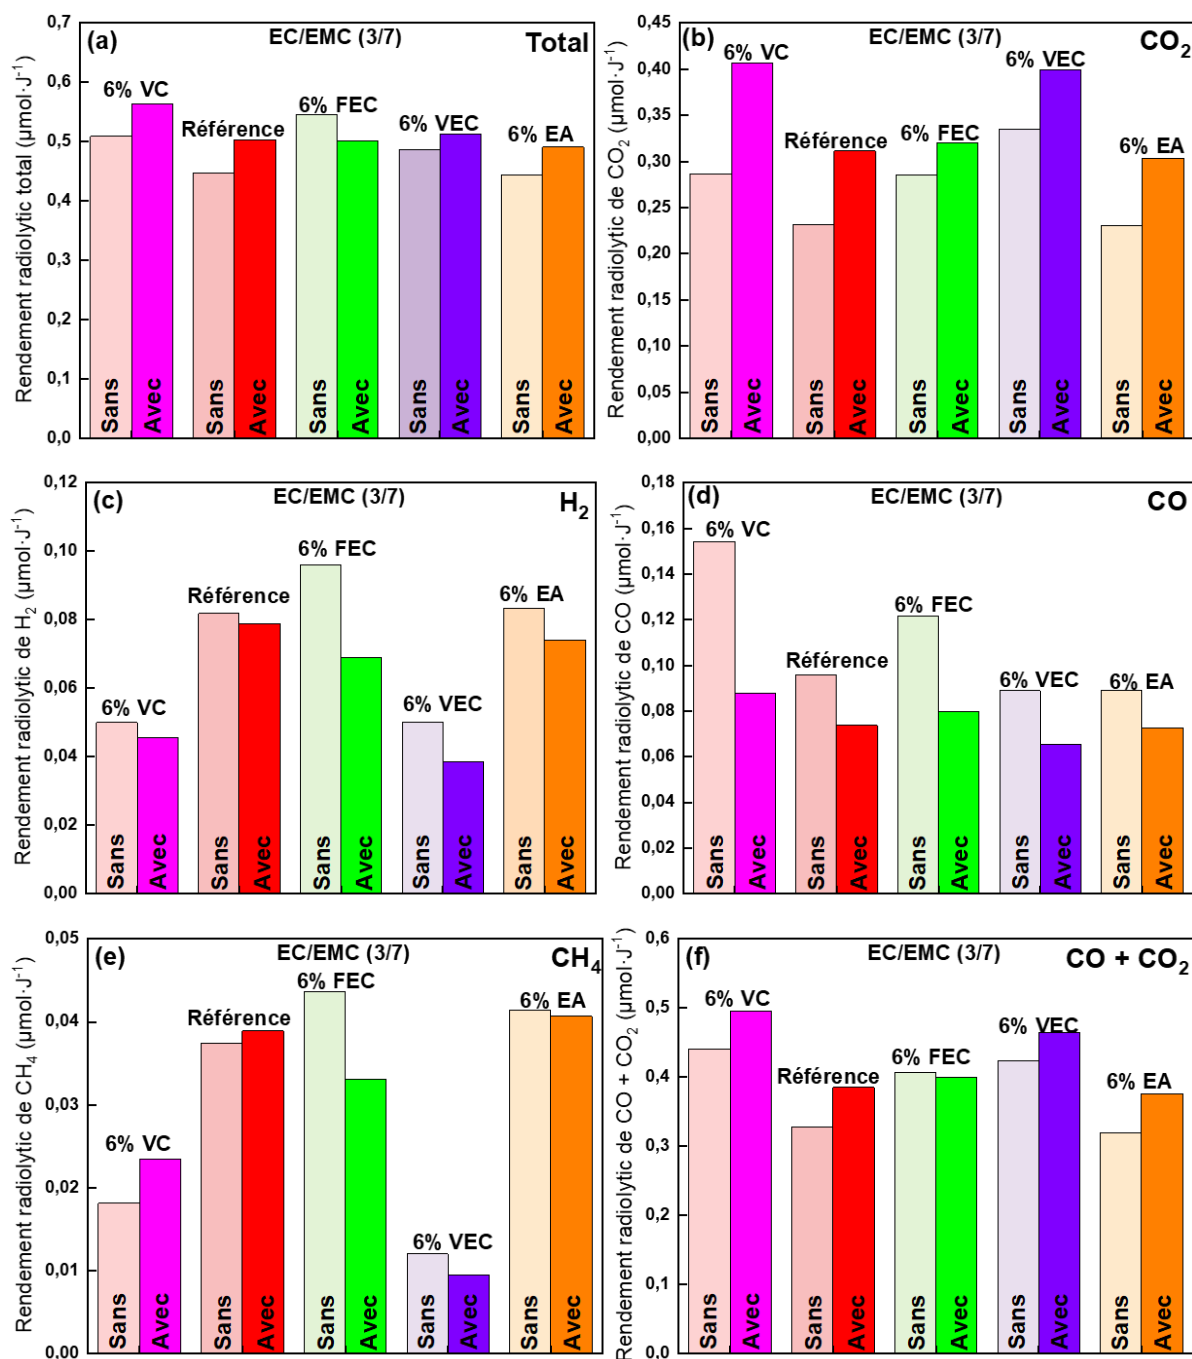 (a)
EC/EMC (3/7)
Total
Rendement radiolytic total (µmol·J⁻¹)
0,7
0,6
0,5
0,4
0,3
0,2
0,1
0,0
6% VC
Référence
6% FEC
6% VEC
6% EA
Sans Avec Sans Avec Sans Avec Sans Avec Sans Avec
(b)
EC/EMC (3/7)
CO₂
Rendement radiolytic de CO₂ (µmol·J⁻¹)
0,45
0,40
0,35
0,30
0,25
0,20
0,15
0,10
0,05
0,00
6% VC
Référence
6% FEC
6% VEC
6% EA
Sans Avec Sans Avec Sans Avec Sans Avec Sans Avec
(c)
EC/EMC (3/7)
H₂
Rendement radiolytic de H₂ (µmol·J⁻¹)
0,12
0,10
0,08
0,06
0,04
0,02
0,00
6% VC
Référence
6% FEC
6% VEC
6% EA
Sans Avec Sans Avec Sans Avec Sans Avec Sans Avec
(d)
EC/EMC (3/7)
CO
Rendement radiolytic de CO (µmol·J⁻¹)
0,18
0,16
0,14
0,12
0,10
0,08
0,06
0,04
0,02
0,00
6% VC
Référence
6% FEC
6% VEC
6% EA
Sans Avec Sans Avec Sans Avec Sans Avec Sans Avec
(e)
EC/EMC (3/7)
CH₄
Rendement radiolytic de CH₄ (µmol·J⁻¹)
0,05
0,04
0,03
0,02
0,01
0,00
6% VC
Référence
6% FEC
6% VEC
6% EA
Sans Avec Sans Avec Sans Avec Sans Avec Sans Avec
(f)
EC/EMC (3/7)
CO + CO₂
Rendement radiolytic de CO + CO₂ (µmol·J⁻¹)
0,6
0,5
0,4
0,3
0,2
0,1
0,0
6% VC
Référence
6% FEC
6% VEC
6% EA
Sans Avec Sans Avec Sans Avec Sans Avec Sans Avec